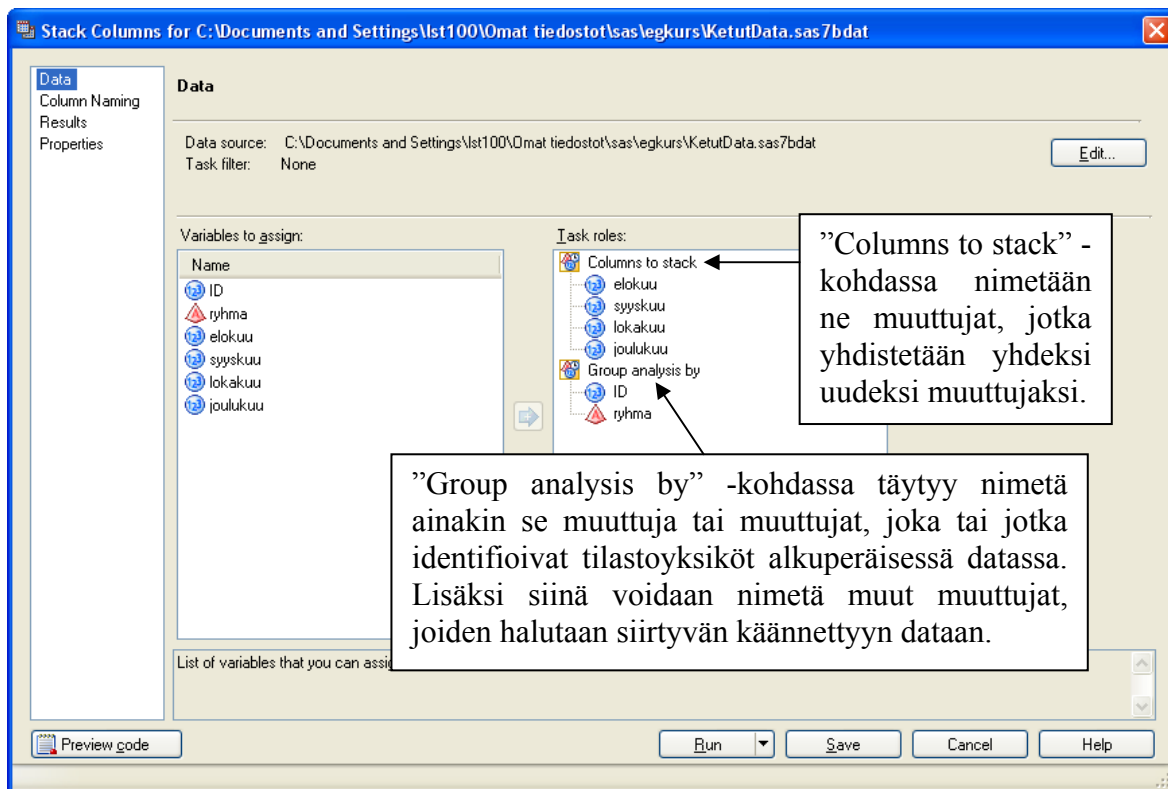 Stack Columns for C:\Documents and Settings\lst100\Omat tiedostot\sas\egkurs\KetutData.sas7bdat
Data
Column Naming
Results
Properties
Data
Data source: C:\Documents and Settings\lst100\Omat tiedostot\sas\egkurs\KetutData.sas7bdat
Task filter: None
Edit...
Variables to assign:
Name
ID
ryhma
elokuu
syyskuu
lokakuu
joulukuu
Task roles:
Columns to stack
elokuu
syyskuu
lokakuu
joulukuu
Group analysis by
ID
ryhma
”Columns to stack” -
kohdassa nimetään
ne muuttujat, jotka
yhdistetään yhdeksi
uudeksi muuttujaksi.
”Group analysis by” -kohdassa täytyy nimetä
ainakin se muuttuja tai muuttujat, joka tai jotka
identifioivat tilastoyksiköt alkuperäisessä datassa.
Lisäksi siinä voidaan nimetä muut muuttujat,
joiden halutaan siirtyvän käännettyyn dataan.
List of variables that you can assi
Preview code
Run
Save
Cancel
Help